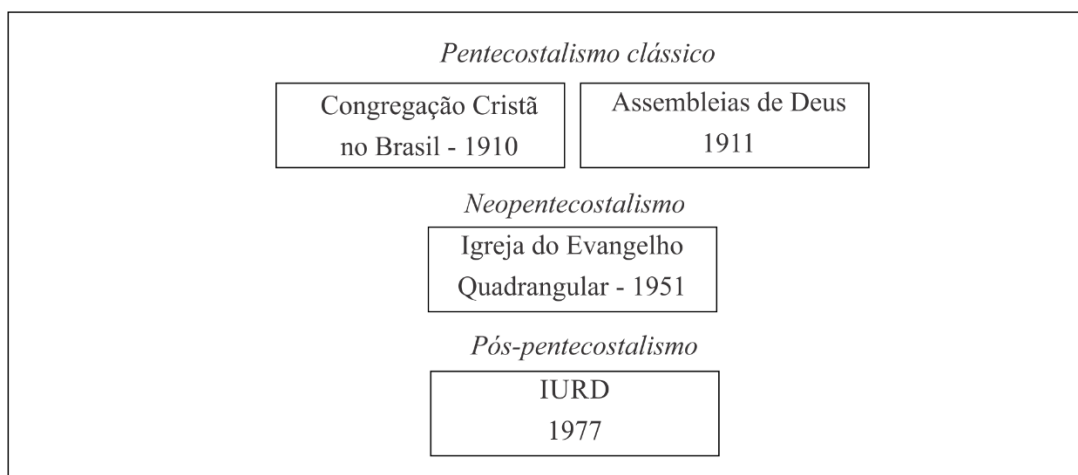 Pentecostalismo clássico
Congregação Cristã
no Brasil - 1910
Assembleias de Deus
1911
Neopentecostalismo
Igreja do Evangelho
Quadrangular - 1951
Pós-pentecostalismo
IURD
1977